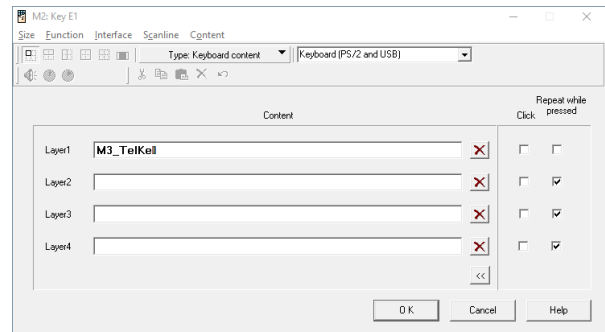 M2: Key E1
Size Function Interface Scanline Content
Type: Keyboard content Keyboard (PS/2 and USB)
Content Click Repeat while pressed
Layer1 M3_TelKe
Layer2
Layer3
Layer4
<<
OK Cancel Help